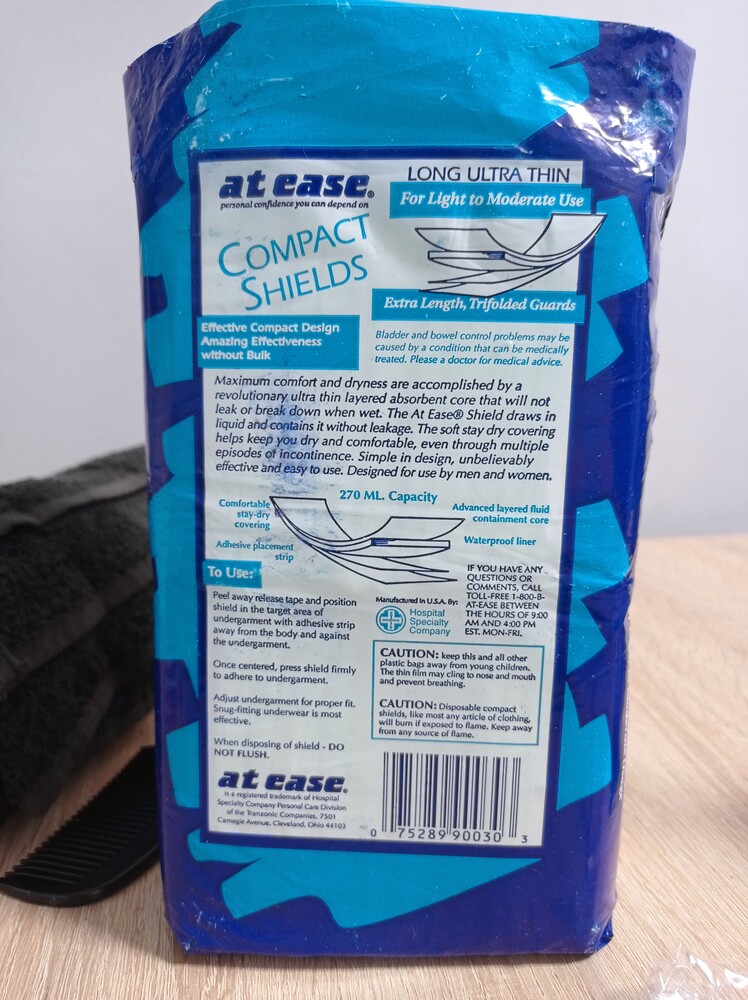 at ease®
personal confidence you can depend on
LONG ULTRA THIN
For Light to Moderate Use
COMPACT
SHIELDS
Extra Length, Trifolded Guards
Effective Compact Design
Amazing Effectiveness
without Bulk
Bladder and bowel control problems may be
caused by a condition that can be medically
treated. Please a doctor for medical advice.
Maximum comfort and dryness are accomplished by a
revolutionary ultra thin layered absorbent core that will not
leak or break down when wet. The At Ease® Shield draws in
liquid and contains it without leakage. The soft stay dry covering
helps keep you dry and comfortable, even through multiple
episodes of incontinence. Simple in design, unbelievably
effective and easy to use. Designed for use by men and women.
270 ML. Capacity
Comfortable
stay-dry
covering
Adhesive placement
strip
Advanced layered fluid
containment core
Waterproof liner
To Use:
Peel away release tape and position
shield in the target area of
undergarment with adhesive strip
away from the body and against
the undergarment.
Once centered, press shield firmly
to adhere to undergarment.
Adjust undergarment for proper fit.
Snug-fitting underwear is most
effective.
When disposing of shield - DO
NOT FLUSH.
Manufactured in U.S.A. By:
Hospital
Specialty
Company
IF YOU HAVE ANY
QUESTIONS OR
COMMENTS, CALL
TOLL-FREE 1-800-8-
AT-EASE BETWEEN
THE HOURS OF 9:00
AM AND 4:00 PM
EST. MON-FRI.
CAUTION: keep this and all other
plastic bags away from young children.
The thin film may cling to nose and mouth
and prevent breathing.
CAUTION: Disposable compact
shields, like most any article of clothing,
will burn if exposed to flame. Keep away
from any source of flame.
at ease®
is a registered trademark of Hospital
Specialty Company Personal Care Division
of the Tranzonic Companies, 7501
Carnegie Avenue, Cleveland, Ohio 44103
0 75289 90030 3